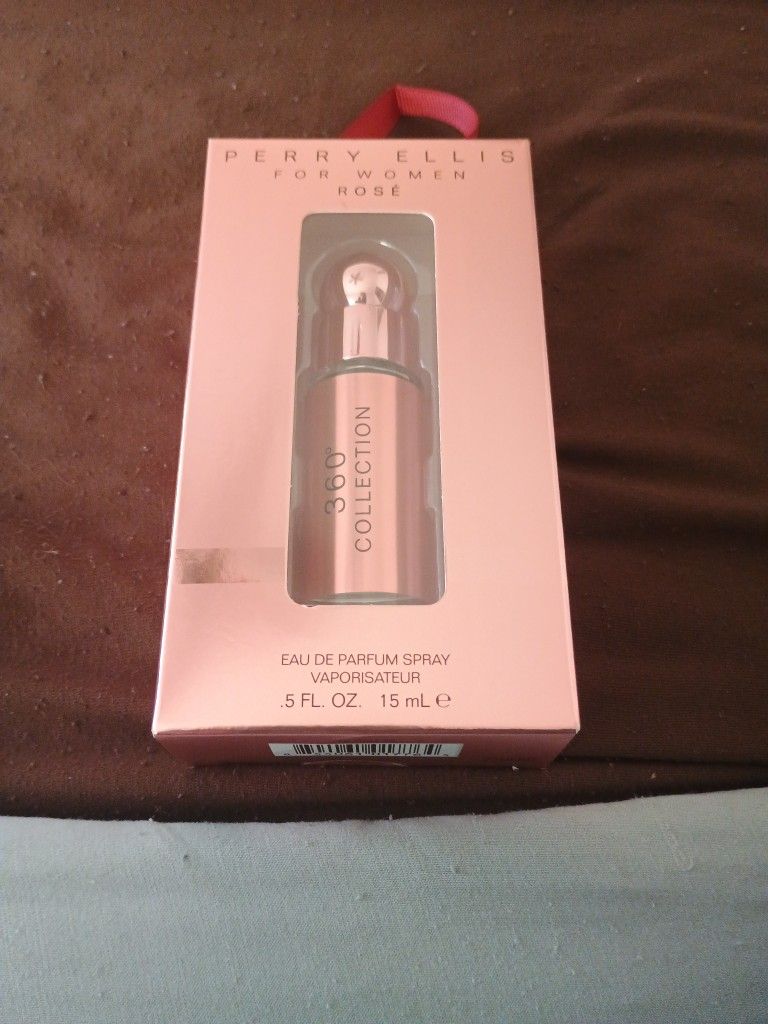 PERRY ELLIS
FOR WOMEN
ROSÉ
360°
COLLECTION
EAU DE PARFUM SPRAY
VAPORISATEUR
.5 FL. OZ. 15 mL ℮